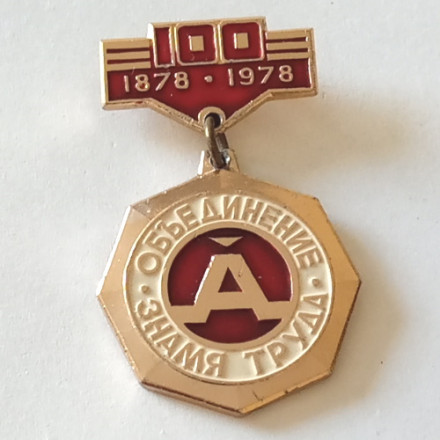 100
1878 · 1978
· ОБЪЕДИНЕНИЕ ·
ЗНАМЯ ТРУДА
А